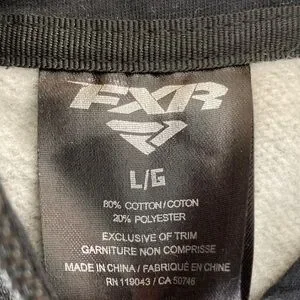 FXR
L/G
80% COTTON/COTON
20% POLYESTER
EXCLUSIVE OF TRIM
GARNITURE NON COMPRISE
MADE IN CHINA / FABRIQUÉ EN CHINE
RN 119043 / CA 50746